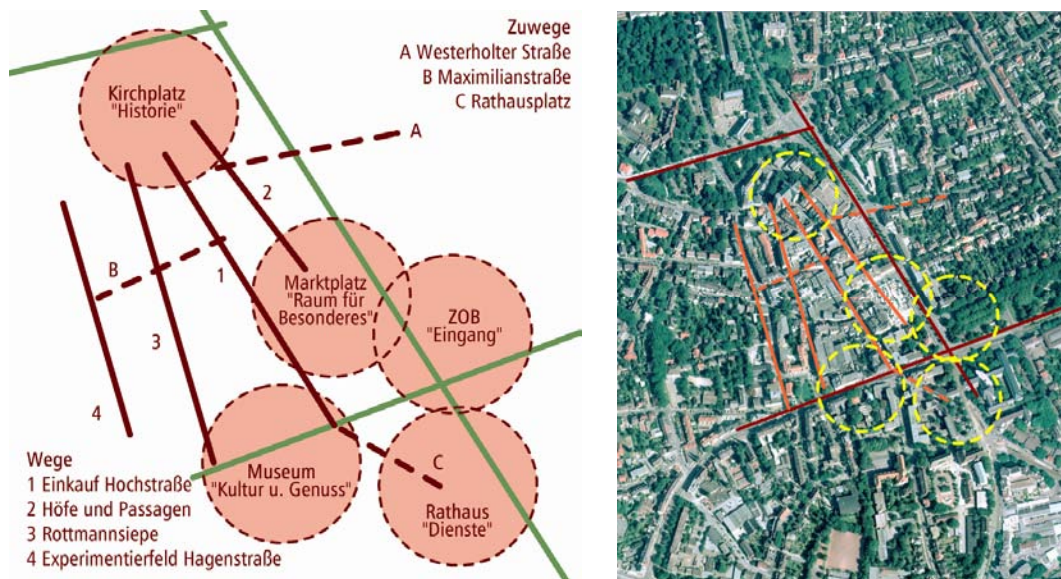 Zuwege
A Westerholter Straße
B Maximilianstraße
C Rathausplatz
Kirchplatz
"Historie"
A
2
B
1
Marktplatz
"Raum für
Besonderes"
ZOB
"Eingang"
3
4
Museum
"Kultur u. Genuss"
C
Rathaus
"Dienste"
Wege
1 Einkauf Hochstraße
2 Höfe und Passagen
3 Rottmannsiepe
4 Experimentierfeld Hagenstraße